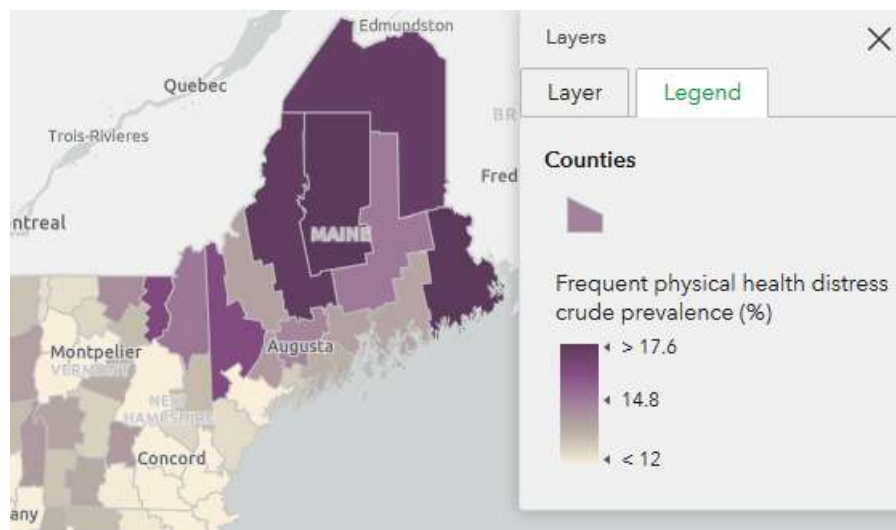 Edmundston
Quebec
Trois-Rivieres
BR
Fred
ntreal
MAINE
Montpelier
VERMONT
Augusta
NEW
HAMPSHIRE
Concord
any
Layers
Layer
Legend
Counties
Frequent physical health distress
crude prevalence (%)
> 17.6
14.8
< 12